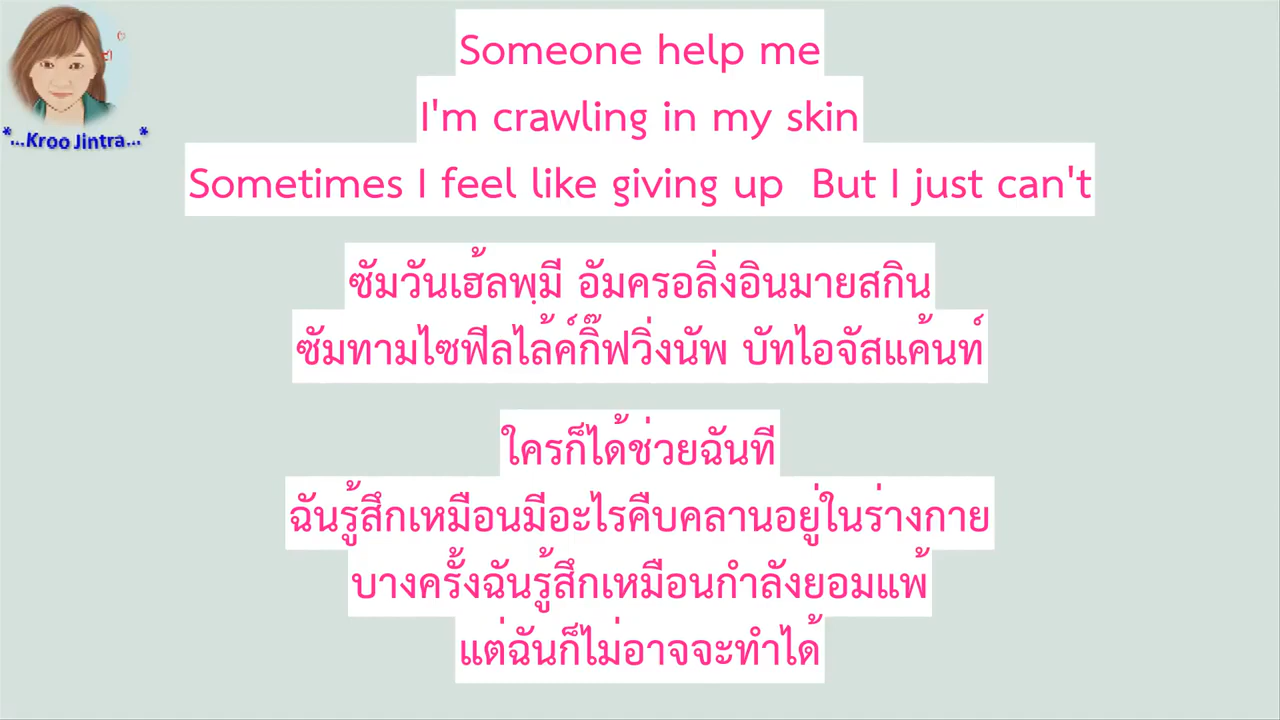 *...Kroo Jintra...*
Someone help me
I'm crawling in my skin
Sometimes I feel like giving up  But I just can't
ซัมวันเฮ้ลพฺมี อัมครอลิ่งอินมายสกิน
ซัมทามไซฟีลไล้ค์กิ๊ฟวิ่งนัพ บัทไอจัสแค้นท์
ใครก็ได้ช่วยฉันที
ฉันรู้สึกเหมือนมีอะไรคืบคลานอยู่ในร่างกาย
บางครั้งฉันรู้สึกเหมือนกำลังยอมแพ้
แต่ฉันก็ไม่อาจจะทำได้